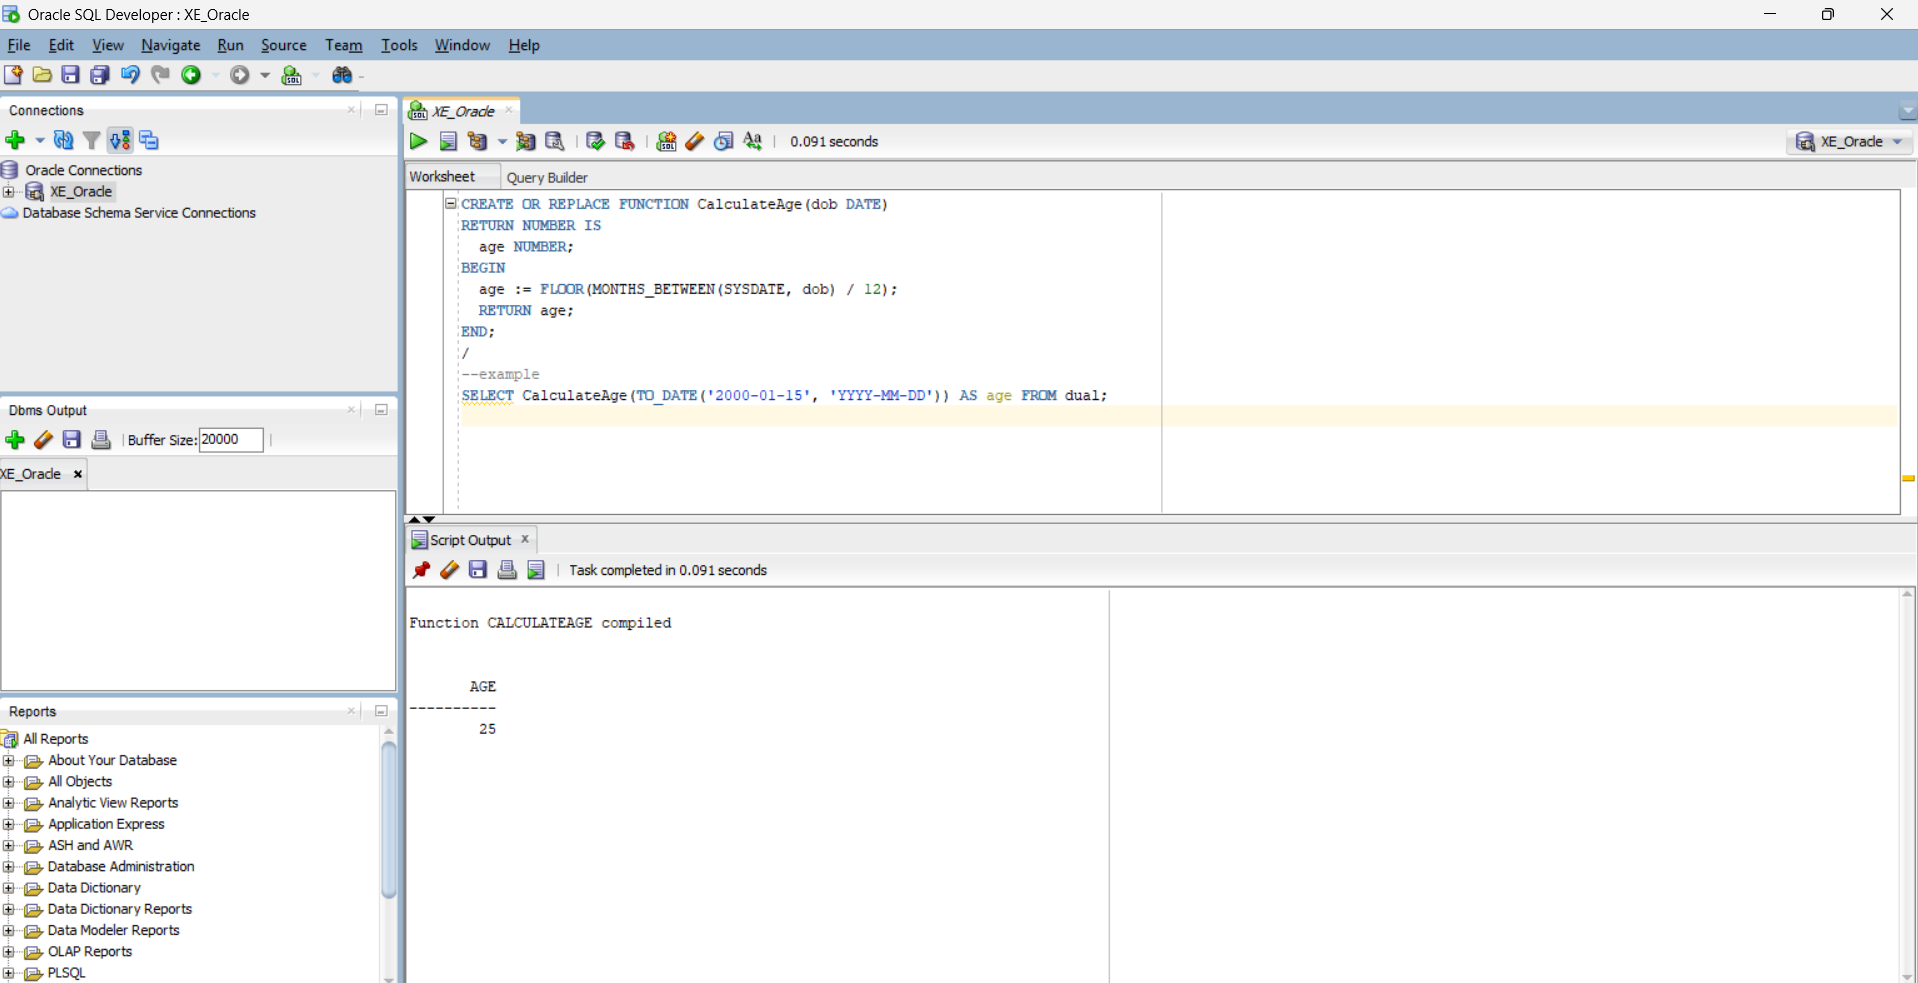 Oracle SQL Developer : XE_Oracle
File Edit View Navigate Run Source Team Tools Window Help
Connections
Oracle Connections
XE_Oracle
Database Schema Service Connections
Dbms Output
Buffer Size: 20000
XE_Oracle
Reports
All Reports
About Your Database
All Objects
Analytic View Reports
Application Express
ASH and AWR
Database Administration
Data Dictionary
Data Dictionary Reports
Data Modeler Reports
OLAP Reports
PLSQL
XE_Oracle
0.091 seconds
XE_Oracle
Worksheet Query Builder
CREATE OR REPLACE FUNCTION CalculateAge(dob DATE)
RETURN NUMBER IS
  age NUMBER;
BEGIN
  age := FLOOR(MONTHS_BETWEEN(SYSDATE, dob) / 12);
  RETURN age;
END;
/
--example
SELECT CalculateAge(TO_DATE('2000-01-15', 'YYYY-MM-DD')) AS age FROM dual;
Script Output
Task completed in 0.091 seconds
Function CALCULATEAGE compiled
AGE
----------
25